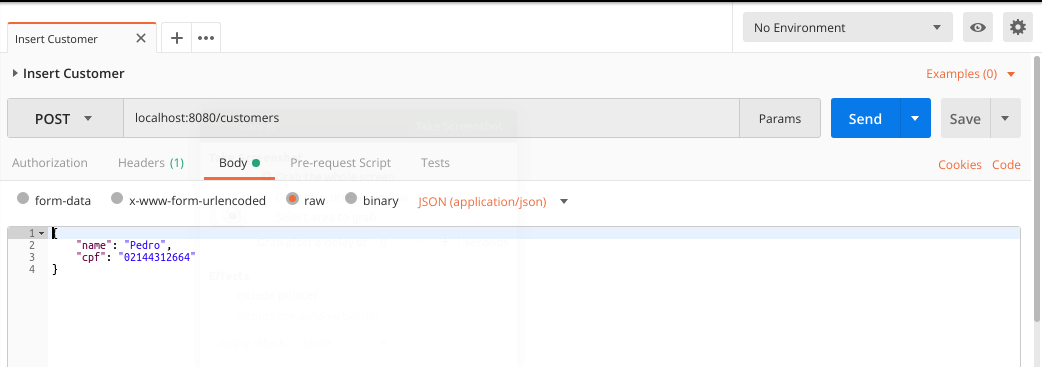 Insert Customer
No Environment
Insert Customer
Examples (0)
POST localhost:8080/customers Params Send Save
Authorization Headers (1) Body Pre-request Script Tests Cookies Code
form-data x-www-form-urlencoded raw binary JSON (application/json)
1 {
2 "name": "Pedro",
3 "cpf": "02144312664"
4 }
Effects